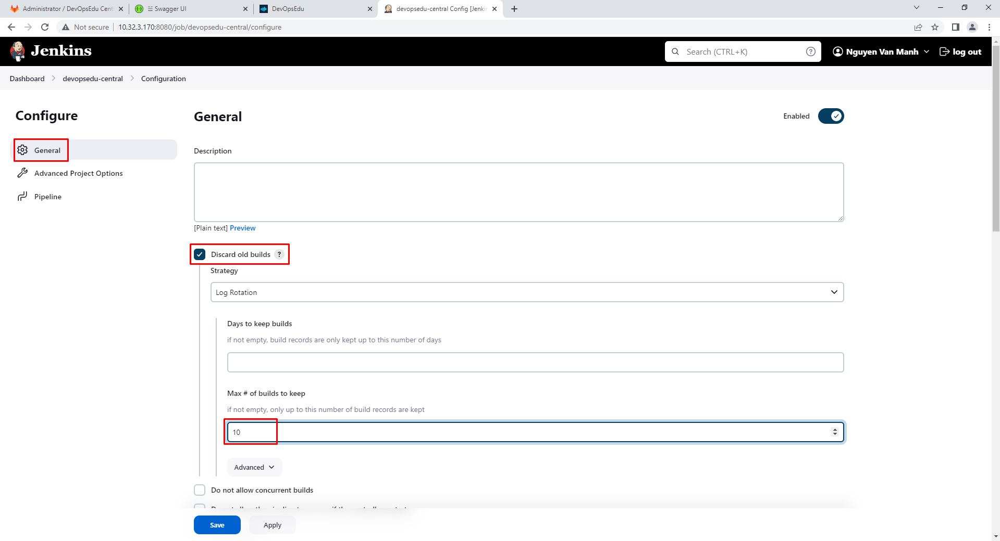 Administrator / DevOpsEdu Cent
Swagger UI
DevOpsEdu
devopsedu-central Config [Jenkin
Not secure
10.32.3.170:8080/job/devopsedu-central/configure
Jenkins
Search (CTRL+K)
?
Nguyen Van Manh
log out
Dashboard
devopsedu-central
Configuration
Configure
General
Advanced Project Options
Pipeline
General
Enabled
Description
[Plain text] Preview
Discard old builds ?
Strategy
Log Rotation
Days to keep builds
if not empty, build records are only kept up to this number of days
Max # of builds to keep
if not empty, only up to this number of build records are kept
10
Advanced
Do not allow concurrent builds
Save
Apply